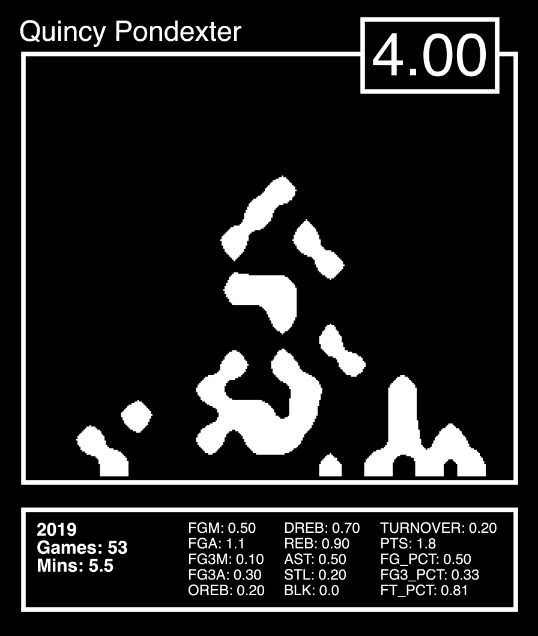 Quincy Pondexter
4.00
2019
Games: 53
Mins: 5.5
FGM: 0.50
FGA: 1.1
FG3M: 0.10
FG3A: 0.30
OREB: 0.20
DREB: 0.70
REB: 0.90
AST: 0.50
STL: 0.20
BLK: 0.0
TURNOVER: 0.20
PTS: 1.8
FG_PCT: 0.50
FG3_PCT: 0.33
FT_PCT: 0.81